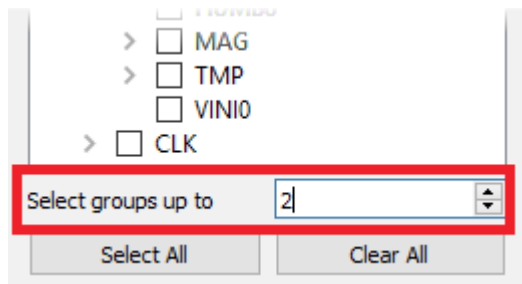 MAG
TMP
VINI0
CLK
Select groups up to 2
Select All Clear All